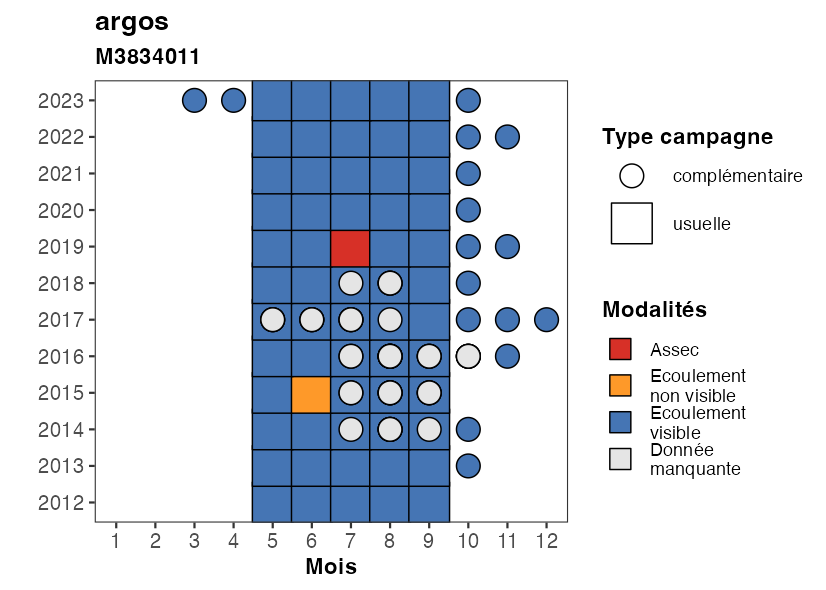 argos
M3834011
2023
2022
2021
2020
2019
2018
2017
2016
2015
2014
2013
2012
1 2 3 4 5 6 7 8 9 10 11 12
Mois
Type campagne
complémentaire
usuelle
Modalités
Assec
Ecoulement
non visible
Ecoulement
visible
Donnée
manquante